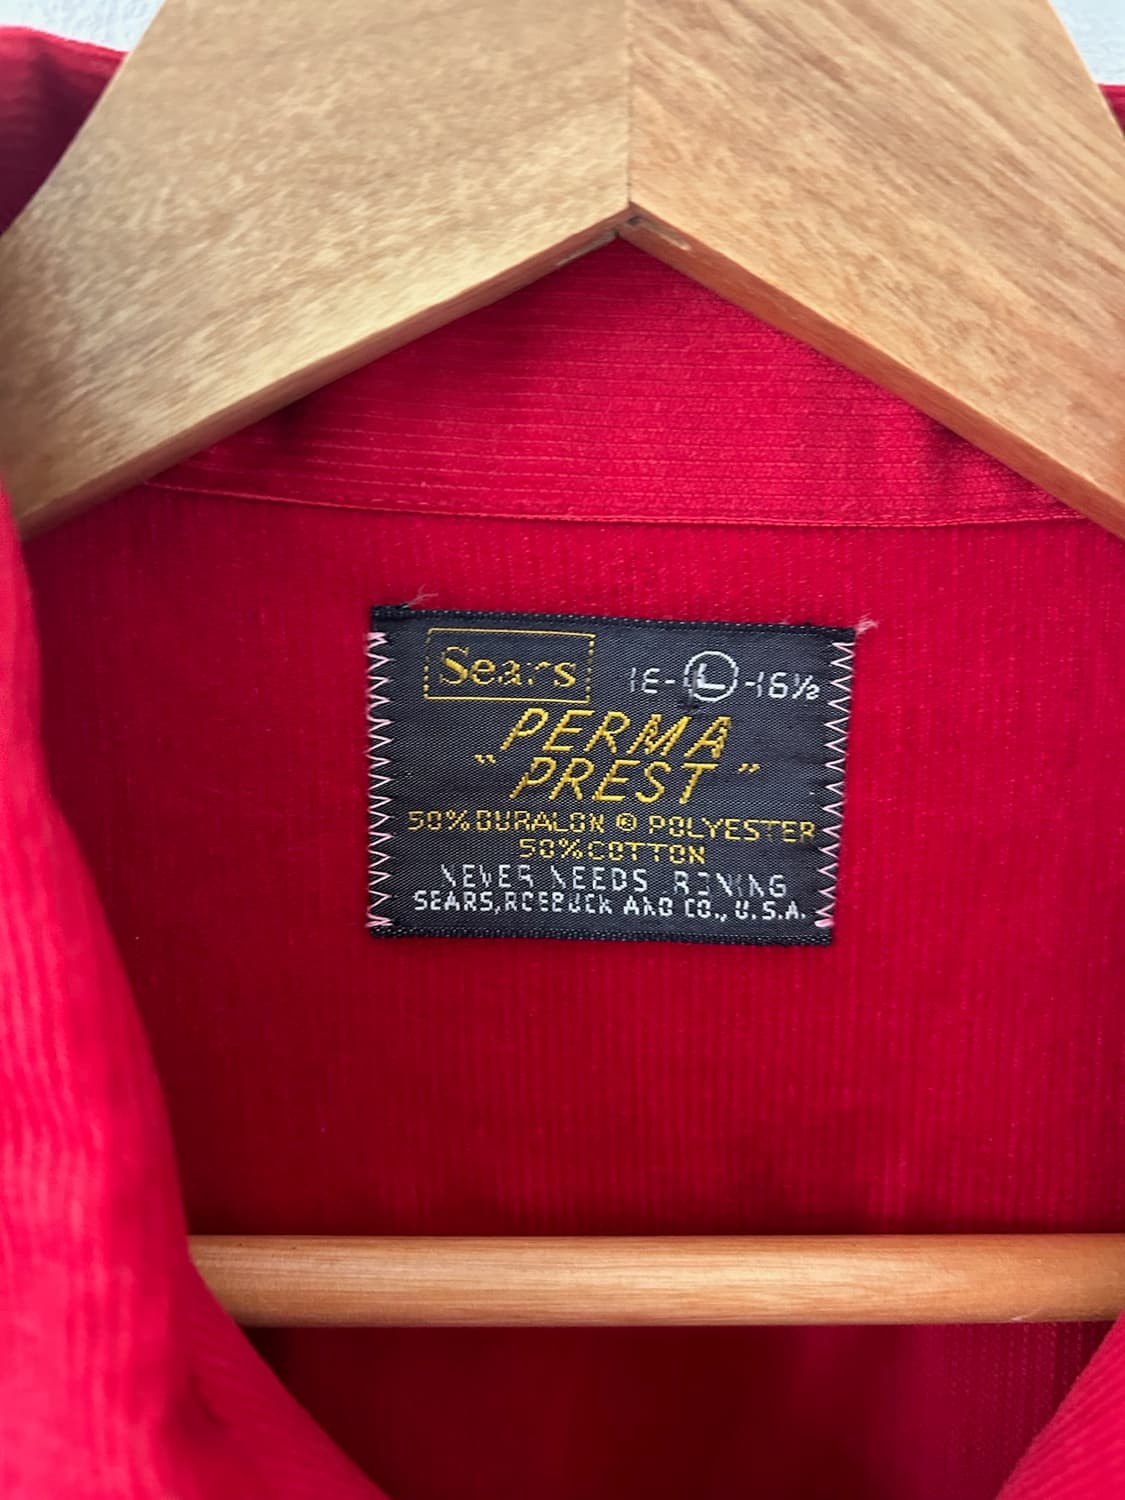 Sears 16-L-16½
PERMA
"PREST"
50% DURALON ® POLYESTER
50% COTTON
NEVER NEEDS IRONING
SEARS, ROEBUCK AND CO., U.S.A.